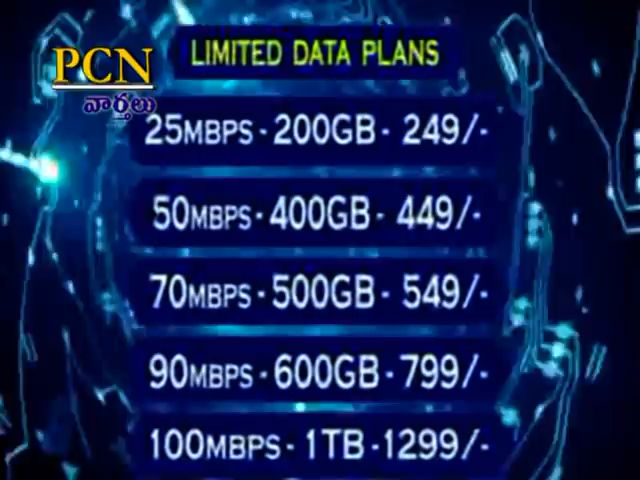 PCN
వార్తలు
LIMITED DATA PLANS
25MBPS - 200GB - 249/-
50MBPS - 400GB - 449/-
70MBPS - 500GB - 549/-
90MBPS - 600GB - 799/-
100MBPS - 1TB -1299/-